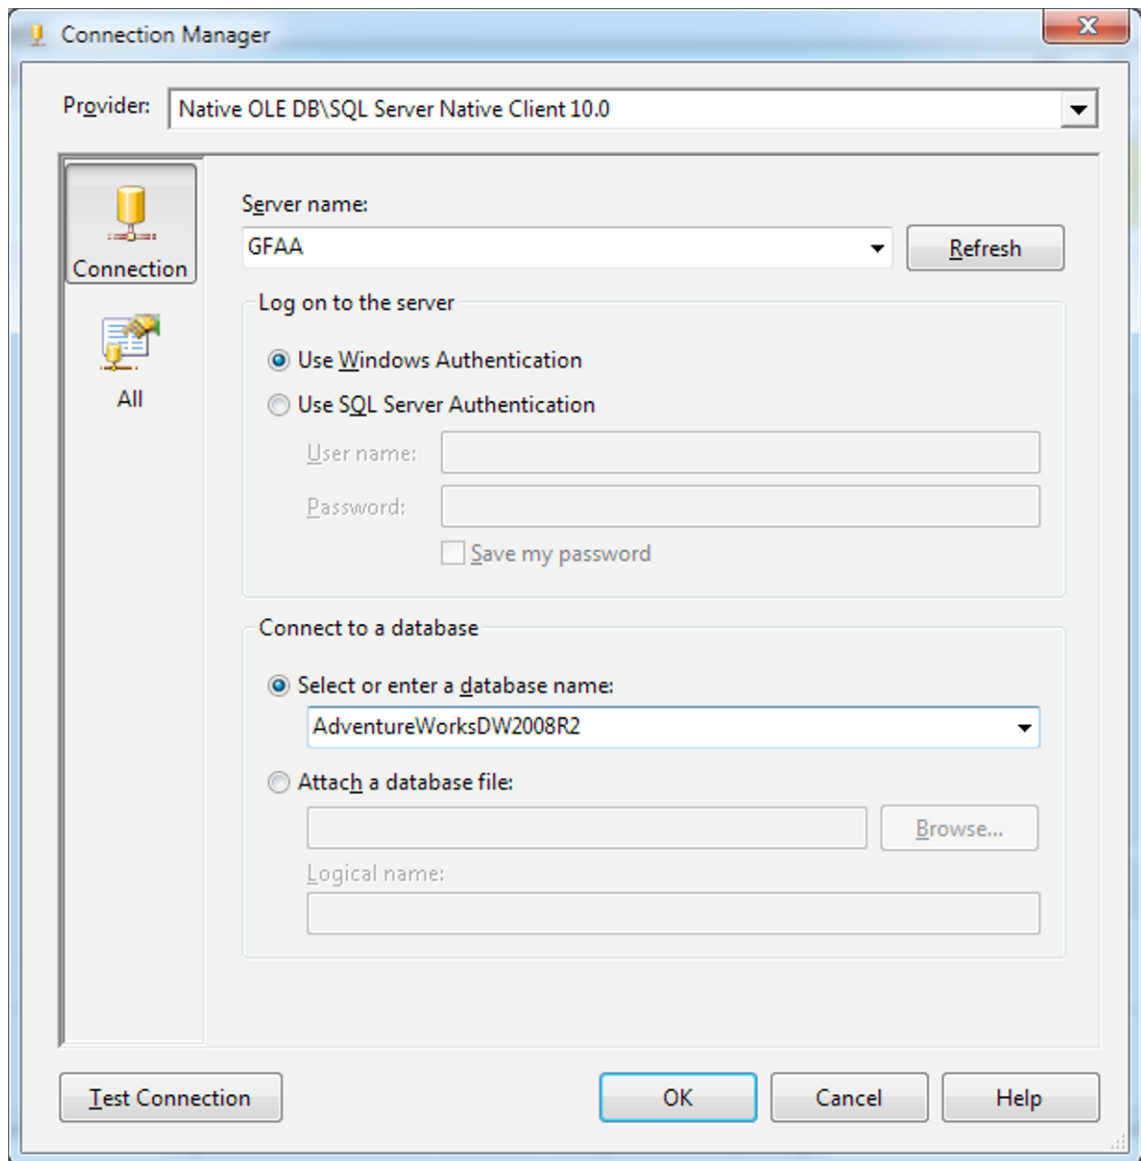 Connection Manager
Provider: Native OLE DB\SQL Server Native Client 10.0
Connection
All
Server name:
GFAA
Refresh
Log on to the server
Use Windows Authentication
Use SQL Server Authentication
User name:
Password:
Save my password
Connect to a database
Select or enter a database name:
AdventureWorksDW2008R2
Attach a database file:
Browse...
Logical name:
Test Connection OK Cancel Help